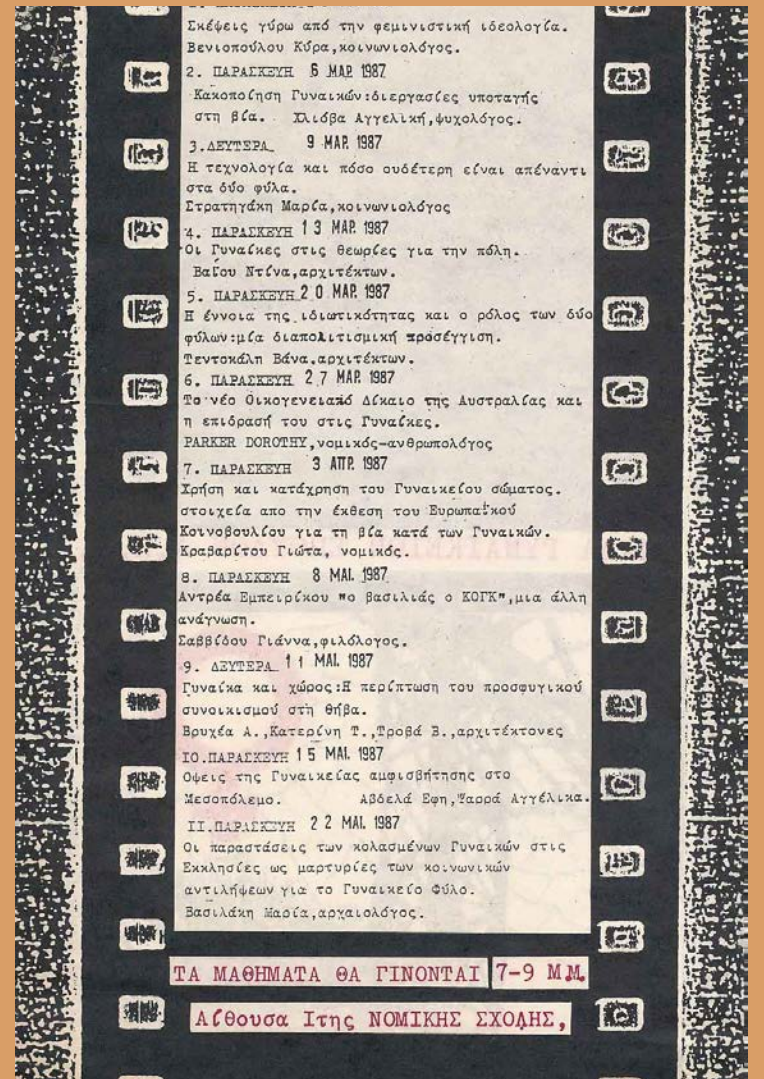 Σκέψεις γύρω από την φεμινιστική ιδεολογία.
Βενιοπούλου Κύρα,κοινωνιολόγος.
2. ΠΑΡΑΣΚΕΥΗ 6 ΜΑΡ. 1987
Κακοποίηση Γυναικών:διεργασίες υποταγής
στη βία. Χλιόβα Αγγελική,ψυχολόγος.
3.ΔΕΥΤΕΡΑ 9 ΜΑΡ. 1987
Η τεχνολογία και πόσο ουδέτερη είναι απέναντι
στα δύο φύλα.
Στρατηγάκη Μαρία,κοινωνιολόγος
4. ΠΑΡΑΣΚΕΥΗ 13 ΜΑΡ. 1987
Οι Γυναίκες στις θεωρίες για την πόλη.
Βαΐου Ντίνα,αρχιτέκτων.
5. ΠΑΡΑΣΚΕΥΗ 20 ΜΑΡ. 1987
Η έννοια της ιδιωτικότητας και ο ρόλος των δύο
φύλων:μία διαπολιτισμική προσέγγιση.
Τεντοκάλη Βάνα.αρχιτέκτων.
6. ΠΑΡΑΣΚΕΥΗ 27 ΜΑΡ. 1987
Το νέο Οικογενειακό Δίκαιο της Αυστραλίας και
η επιδρασή του στις Γυναίκες.
PARKER DOROTHY,νομικός-ανθρωπολόγος
7. ΠΑΡΑΣΚΕΥΗ 3 ΑΠΡ. 1987
Χρήση και κατάχρηση του Γυναικείου σώματος.
στοιχεία απο την έκθεση του Ευρωπαϊκού
Κοινοβουλίου για τη βία κατά των Γυναικών.
Κραβαρίτου Γιώτα, νομικός.
8. ΠΑΡΑΣΚΕΥΗ 8 ΜΑΙ. 1987
Αντρέα Εμπειρίκου "ο βασιλιάς ο ΚΟΓΚ",μια άλλη
ανάγνωση.
Σαββίδου Γιάννα,φιλόλογος.
9. ΔΕΥΤΕΡΑ 11 ΜΑΙ. 1987
Γυναίκα και χώρος:Η περίπτωση του προσφυγικού
συνοικισμού στη θήβα.
Βρυχέα Α.,Κατερίνη Τ.,Τροβά Β.,αρχιτέκτονες
ΙΟ.ΠΑΡΑΣΚΕΥΗ 15 ΜΑΙ. 1987
Οψεις της Γυναικείας αμφισβήτησης στο
Μεσοπόλεμο. Αβδελά Εφη,Ψαρρά Αγγέλικα.
ΙΙ.ΠΑΡΑΣΚΕΥΗ 22 ΜΑΙ. 1987
Οι παραστάσεις των κολασμένων Γυναικών στις
Εκκλησίες ως μαρτυρίες των κοινωνικών
αντιλήψεων για το Γυναικείο Φύλο.
Βασιλάκη Μαρία,αρχαιολόγος.
ΤΑ ΜΑΘΗΜΑΤΑ ΘΑ ΓΙΝΟΝΤΑΙ 7-9 Μ.Μ.
Αίθουσα Ιτης ΝΟΜΙΚΗΣ ΣΧΟΛΗΣ,